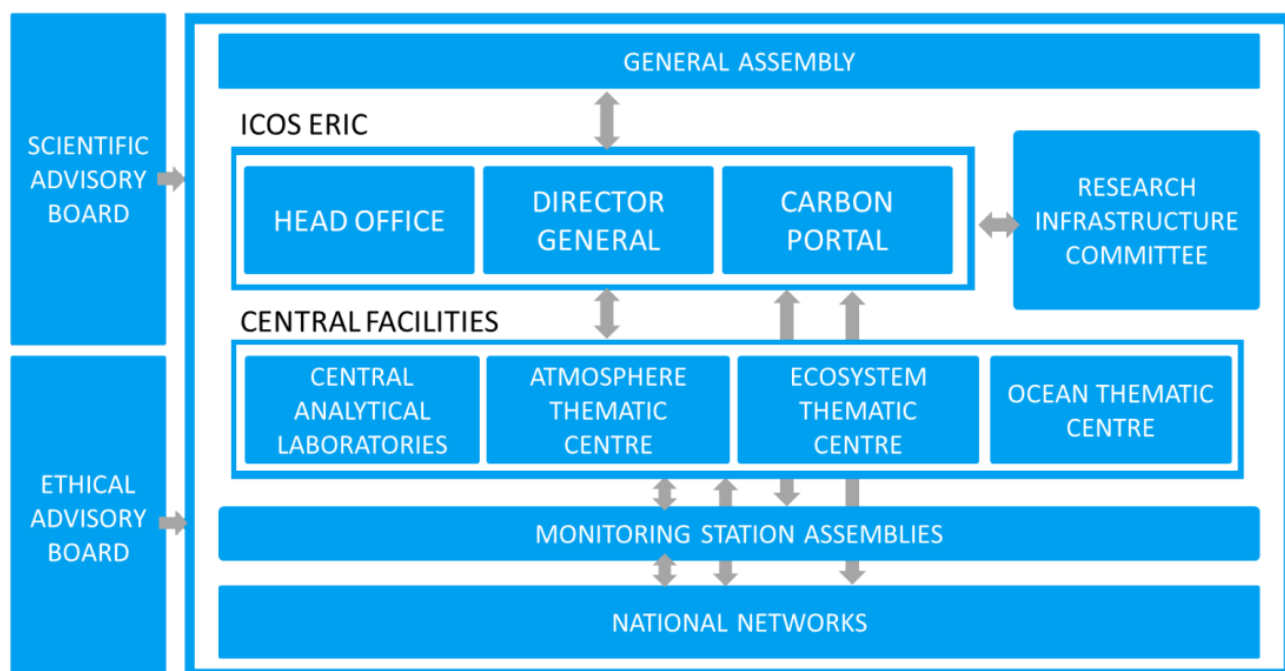 GENERAL ASSEMBLY
SCIENTIFIC
ADVISORY
BOARD
ICOS ERIC
HEAD OFFICE
DIRECTOR
GENERAL
CARBON
PORTAL
RESEARCH
INFRASTRUCTURE
COMMITTEE
CENTRAL FACILITIES
CENTRAL
ANALYTICAL
LABORATORIES
ATMOSPHERE
THEMATIC
CENTRE
ECOSYSTEM
THEMATIC
CENTRE
OCEAN THEMATIC
CENTRE
ETHICAL
ADVISORY
BOARD
MONITORING STATION ASSEMBLIES
NATIONAL NETWORKS